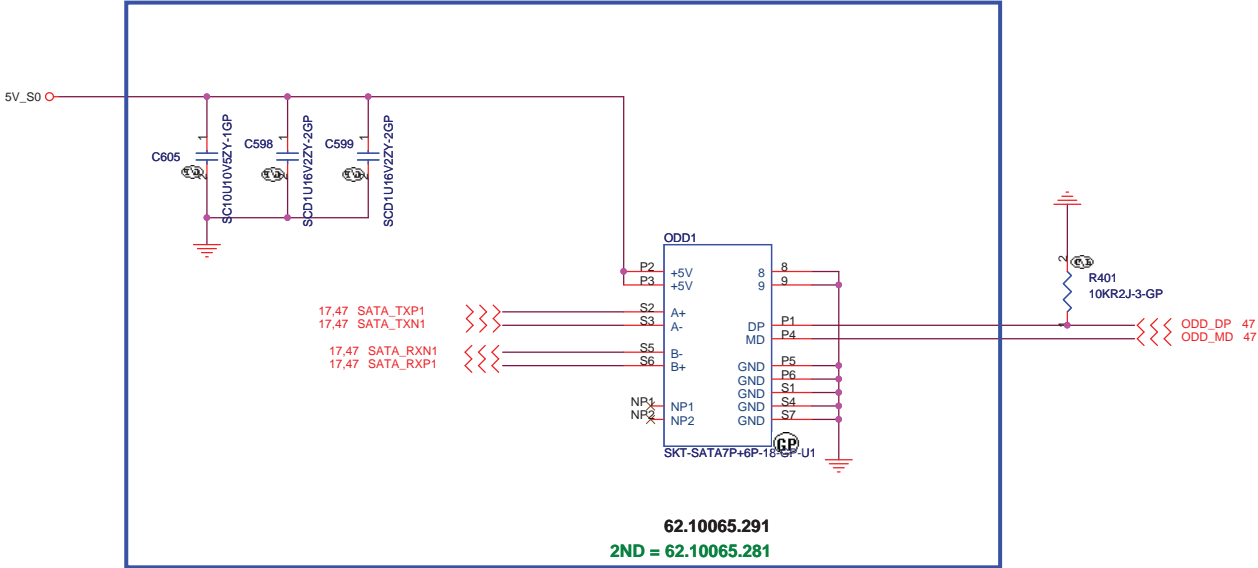 5V_S0
C605
1
2
SC10U10V5ZY-1GP
C598
1
2
SCD1U16V2ZY-2GP
C599
1
2
SCD1U16V2ZY-2GP
ODD1
P2 +5V 8 8
P3 +5V 9 9
17,47 SATA_TXP1 S2 A+
17,47 SATA_TXN1 S3 A-
DP P1
MD P4
17,47 SATA_RXN1 S5 B-
17,47 SATA_RXP1 S6 B+
GND P5
GND P6
GND S1
GND S4
GND S7
NP1 NP1
NP2 NP2
GP
SKT-SATA7P+6P-18-GP-U1
2
R401
10KR2J-3-GP
1
ODD_DP 47
ODD_MD 47
62.10065.291
2ND = 62.10065.281